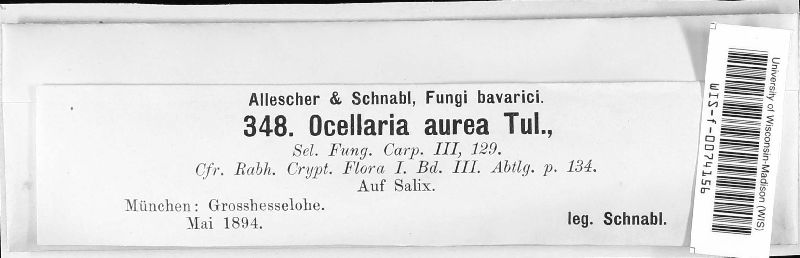 Allescher & Schnabl, Fungi bavarici.
348. Ocellaria aurea Tul.,
Sel. Fung. Carp. III, 129.
Cfr. Rabh. Crypt. Flora I. Bd. III. Abtlg. p. 134.
Auf Salix.
München: Grosshesselohe.
Mai 1894.
leg. Schnabl.
University of Wisconsin-Madison (WIS)
WIS-f-0074156